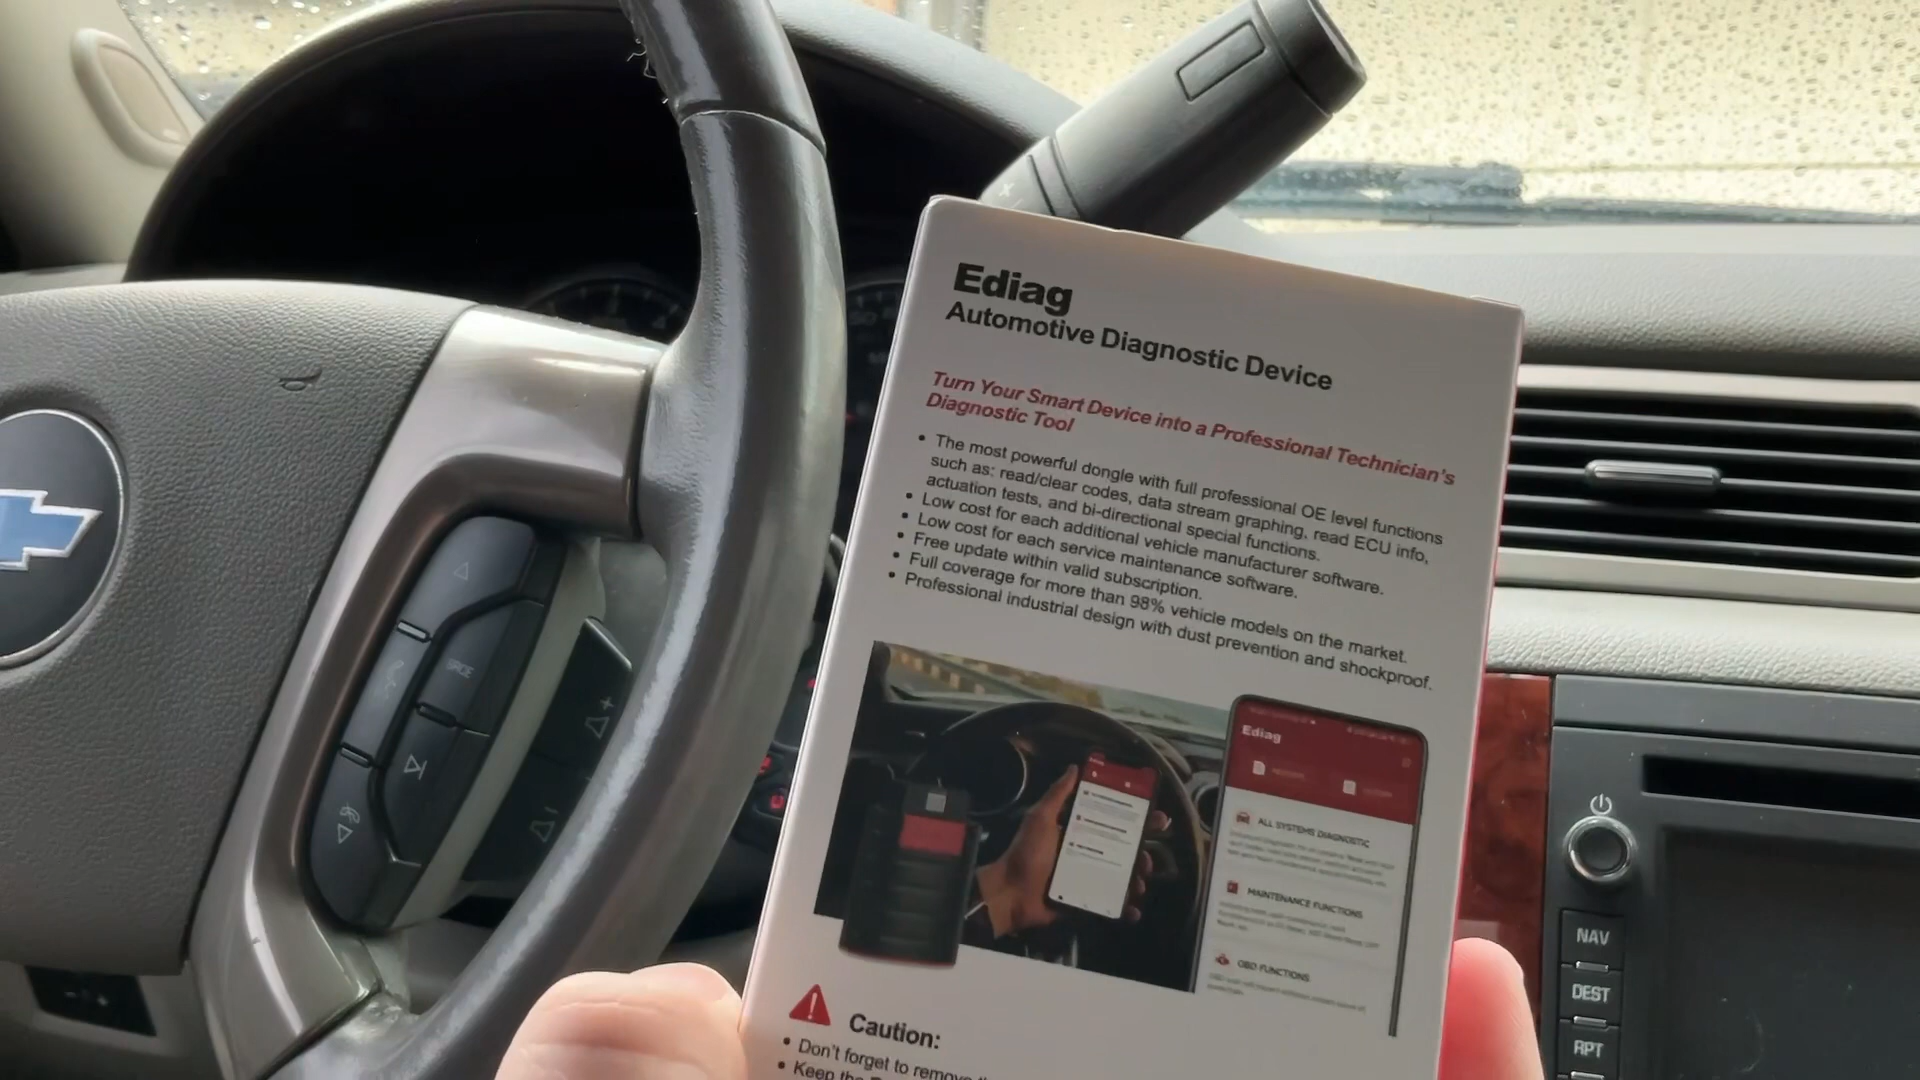 Ediag
Automotive Diagnostic Device
Turn Your Smart Device into a Professional Technician's
Diagnostic Tool
• The most powerful dongle with full professional OE level functions
such as: read/clear codes, data stream graphing, read ECU info,
actuation tests, and bi-directional special functions.
• Low cost for each additional vehicle manufacturer software.
• Low cost for each service maintenance software.
• Free update within valid subscription.
• Full coverage for more than 98% vehicle models on the market.
• Professional industrial design with dust prevention and shockproof.
Ediag
ALL SYSTEMS DIAGNOSTIC
MAINTENANCE FUNCTIONS
OBD FUNCTIONS
Caution:
• Don't forget to remove
• Keep the
SRCE
NAV
DEST
RPT